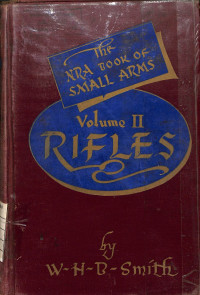 The
NRA BOOK OF
SMALL ARMS
Volume II
RIFLES
by
W-H-B-Smith